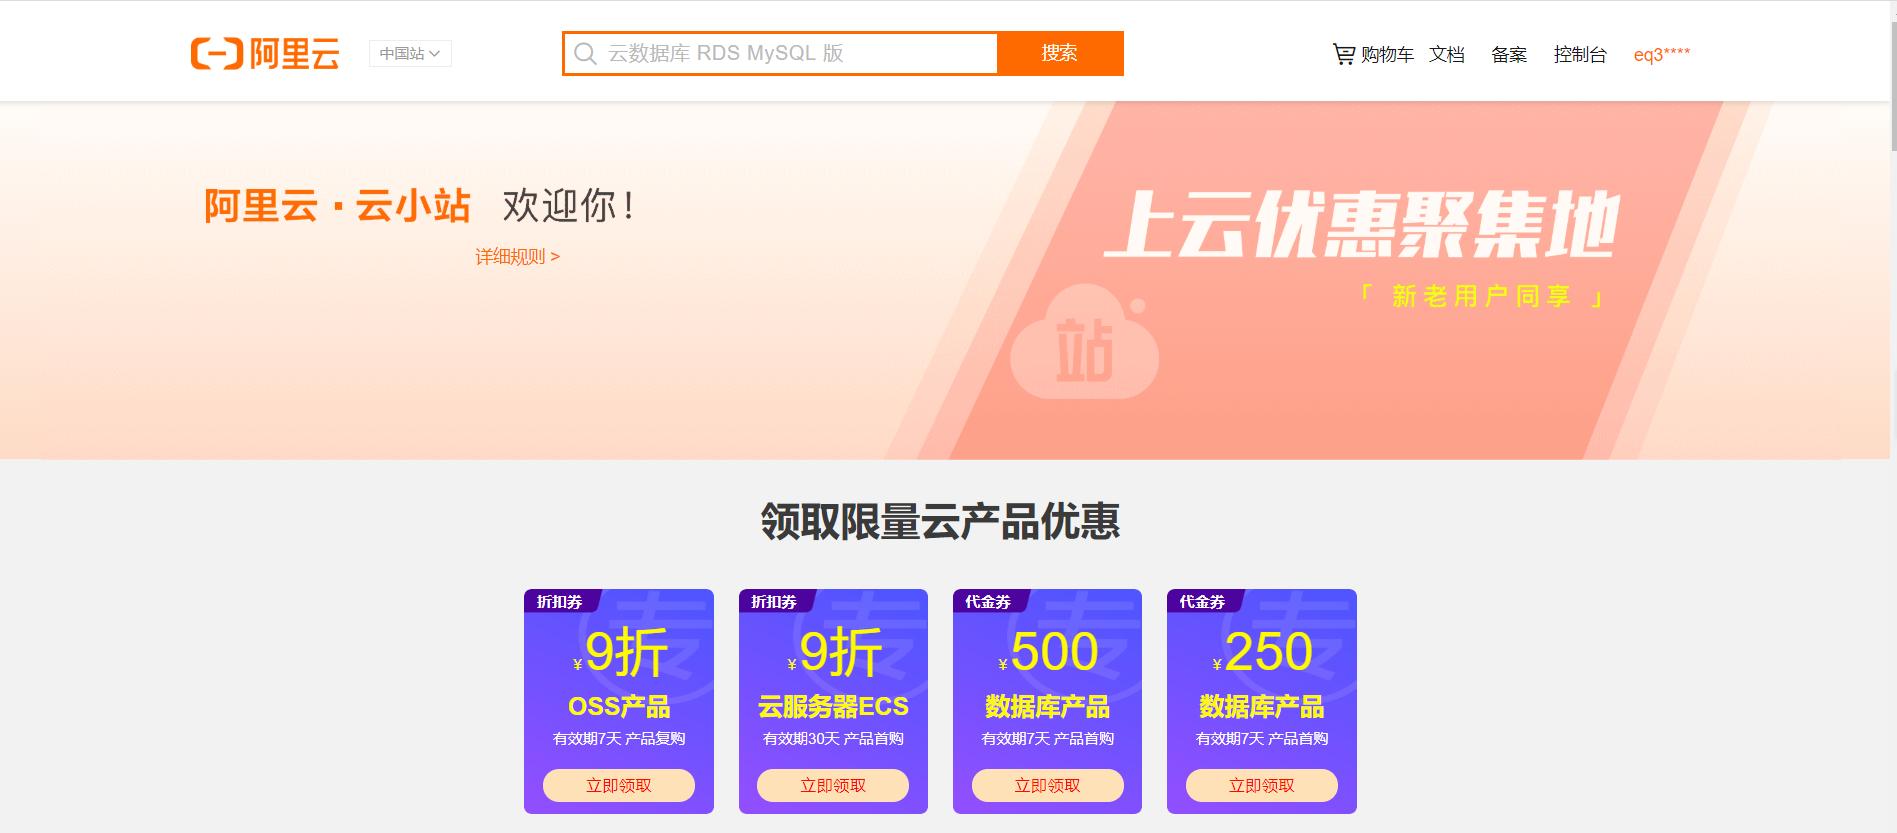 阿里云 中国站 云数据库 RDS MySQL 版 搜索 购物车 文档 备案 控制台 eq3****
阿里云 · 云小站 欢迎你！
详细规则 >
上云优惠聚集地
「 新老用户同享 」
站
领取限量云产品优惠
折扣券
专
¥9折
OSS产品
有效期7天 产品复购
立即领取
折扣券
专
¥9折
云服务器ECS
有效期30天 产品首购
立即领取
代金券
专
¥500
数据库产品
有效期7天 产品首购
立即领取
代金券
专
¥250
数据库产品
有效期7天 产品首购
立即领取